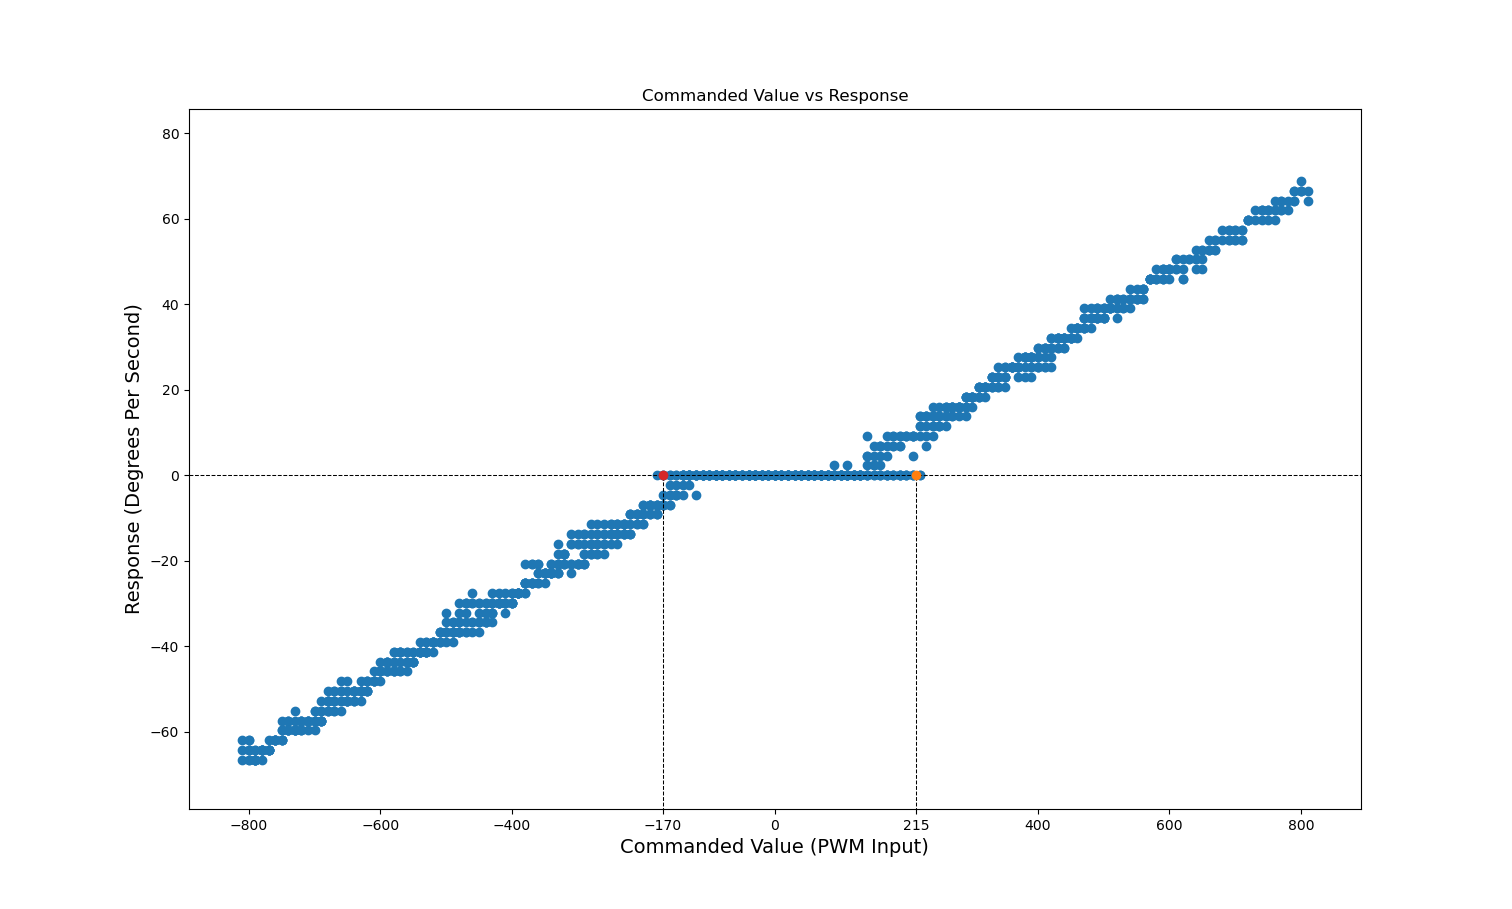 Commanded Value vs Response
80
60
40
20
0
−20
−40
−60
Response (Degrees Per Second)
−800 −600 −400 −170 0 215 400 600 800
Commanded Value (PWM Input)